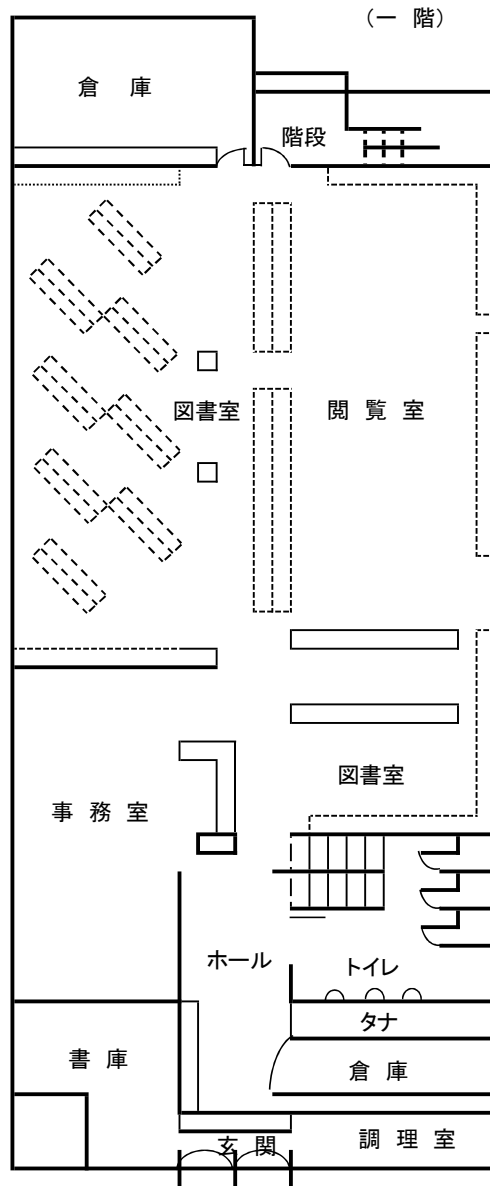 （一 階）
倉 庫
階段
図書室
閲 覧 室
図書室
事 務 室
ホール
トイレ
タナ
書 庫
倉 庫
玄 関
調 理 室